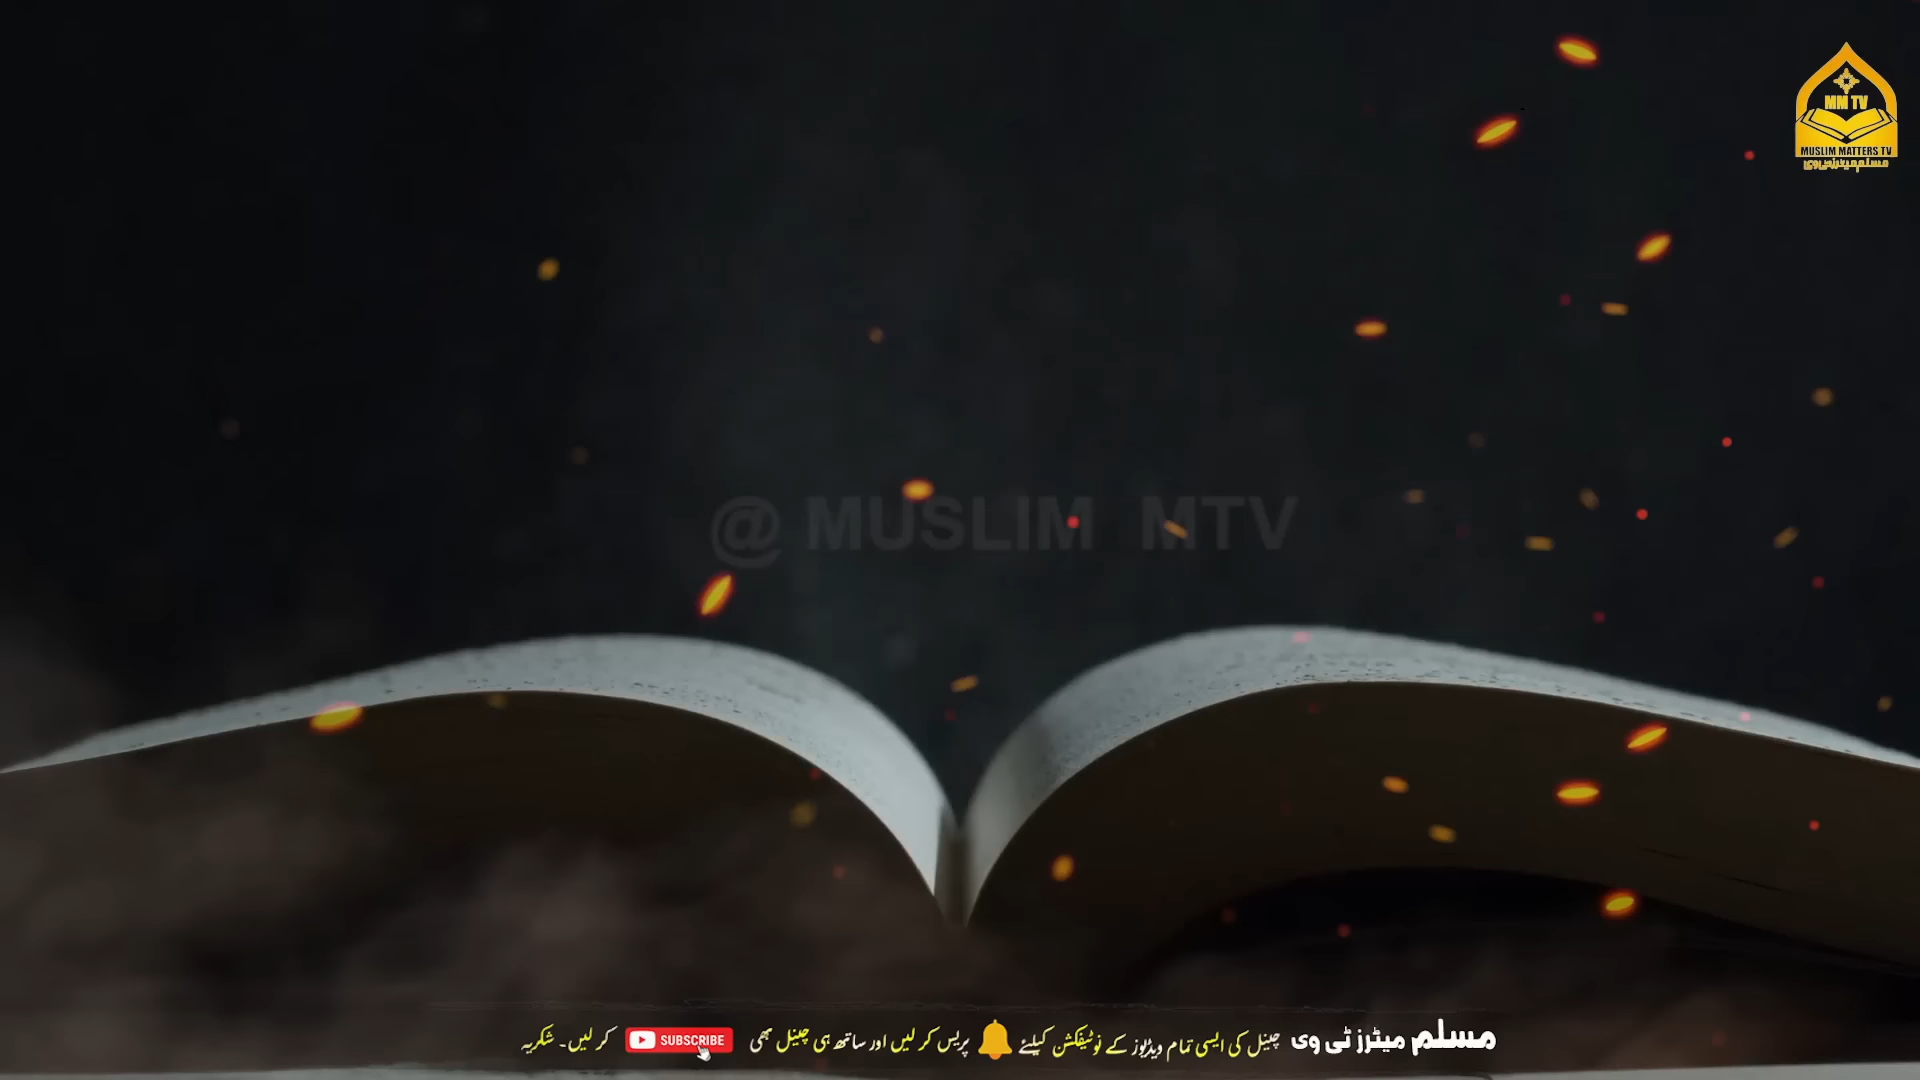 MM TV
MUSLIM MATTERS TV
مسلم میٹرز ٹی وی
@ MUSLIM MTV
مسلم میٹرز ٹی وی چینل کی ایسی تمام ویڈیوز کے نوٹیفکشن کیلئے پریس کر لیں اور ساتھ ہی چینل بھی SUBSCRIBE کر لیں۔ شکریہ